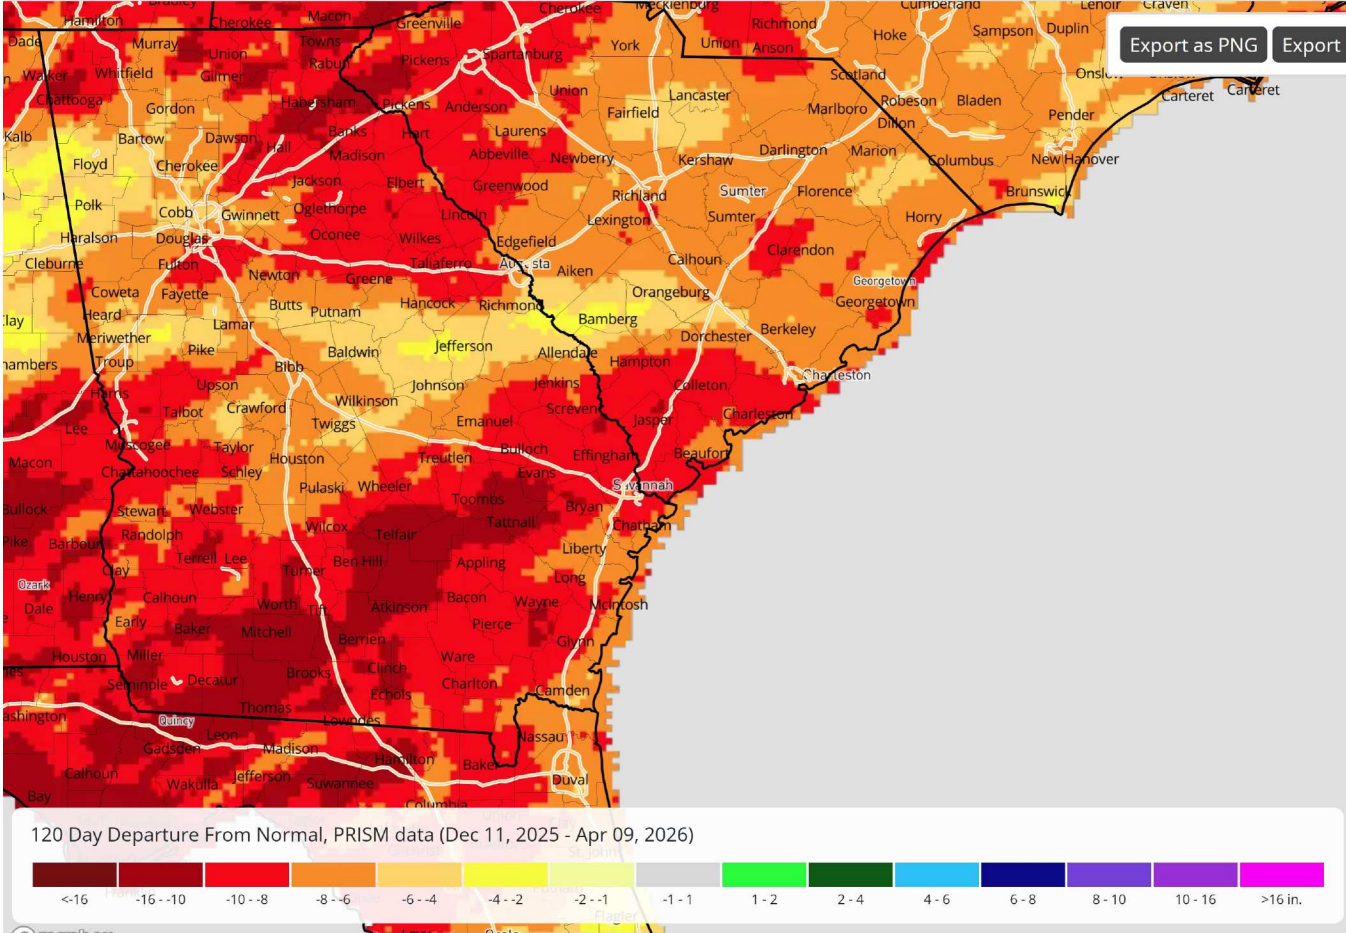 Bradley
Hamilton Cherokee Macon Greenville Cherokee Mecklenburg Richmond Cumberland Lenoir Craven
Dade Murray Union Towns Rabun Pickens Spartanburg York Union Anson Hoke Sampson Duplin
Export as PNG Export
Walker Whitfield Gilmer Scotland Onslow
Chattooga Gordon Habersham Pickens Anderson Union Lancaster Marlboro Robeson Bladen Carteret Carteret
Kalb Bartow Dawson Hall Banks Hart Laurens Fairfield Dillon Pender
Floyd Cherokee Madison Abbeville Newberry Kershaw Darlington Marion Columbus New Hanover
Jackson Elbert Greenwood Richland Sumter Florence Brunswick
Polk Cobb Gwinnett Oglethorpe Lincoln Lexington Sumter Horry
Haralson Douglas Oconee Wilkes Edgefield Clarendon
Cleburne Fulton Newton Greene Taliaferro Augusta Aiken Calhoun
Coweta Fayette Butts Putnam Hancock Richmond Orangeburg Georgetown
Heard Georgetown
Clay Meriwether Lamar Jefferson Bamberg Berkeley
hambers Troup Pike Bibb Baldwin Allendale Hampton Dorchester
Harris Upson Johnson Jenkins Colleton Charleston
Lee Talbot Crawford Wilkinson Twiggs Emanuel Screven Jasper Charleston
Macon Muscogee Taylor Houston Treutlen Bulloch Effingham Beaufort
Chattahoochee Schley Pulaski Wheeler Evans Savannah
Bullock Stewart Webster Toombs Bryan
Pike Barbour Randolph Wilcox Telfair Tattnall Chatham
Ozark Clay Terrell Lee Turner Ben Hill Appling Liberty Long
Dale Henry Calhoun Worth Tift Atkinson Bacon Wayne McIntosh
Early Baker Mitchell Berrien Pierce Glynn
Houston Miller Brooks Clinch Ware
Seminole Decatur Echols Charlton Camden
ashington Quincy Thomas Lowndes
Leon Nassau
Gadsden Madison Hamilton Baker
Calhoun Wakulla Jefferson Suwannee Duval
Bay Columbia
120 Day Departure From Normal, PRISM data (Dec 11, 2025 - Apr 09, 2026)
<-16 -16 - -10 -10 - -8 -8 - -6 -6 - -4 -4 - -2 -2 - -1 -1 - 1 1 - 2 2 - 4 4 - 6 6 - 8 8 - 10 10 - 16 >16 in.
Flagler